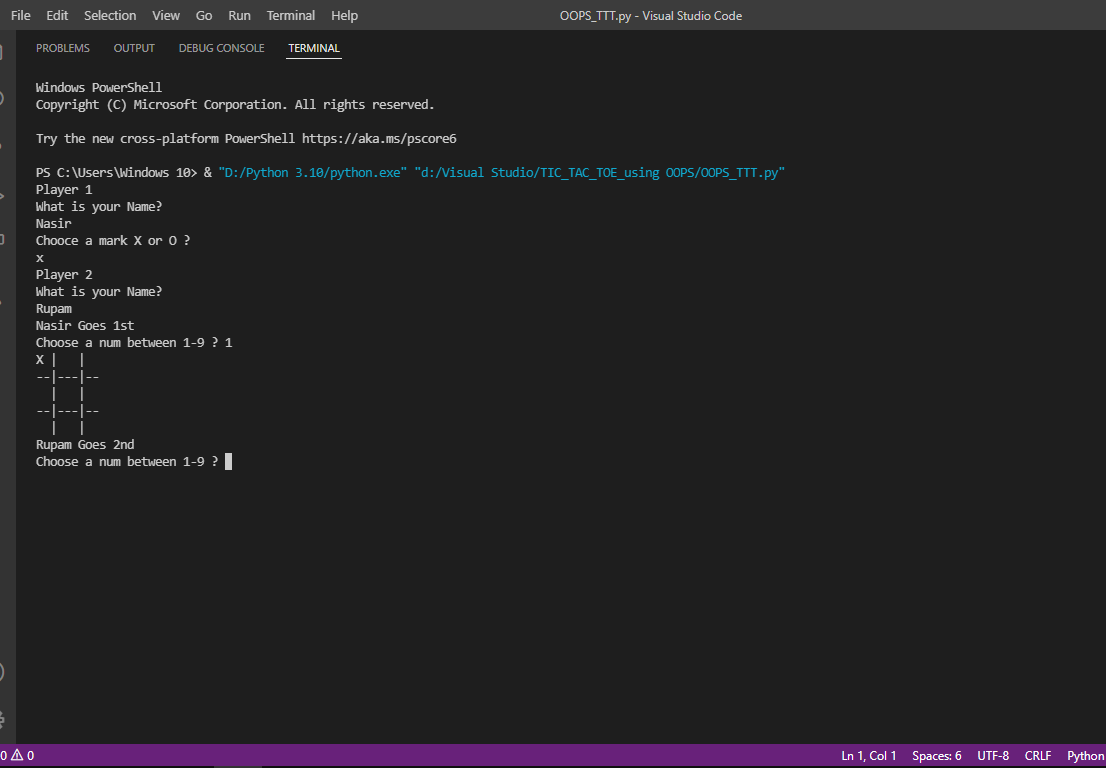 File Edit Selection View Go Run Terminal Help OOPS_TTT.py - Visual Studio Code
PROBLEMS OUTPUT DEBUG CONSOLE TERMINAL
Windows PowerShell
Copyright (C) Microsoft Corporation. All rights reserved.
Try the new cross-platform PowerShell https://aka.ms/pscore6
PS C:\Users\Windows 10> & "D:/Python 3.10/python.exe" "d:/Visual Studio/TIC_TAC_TOE_using OOPS/OOPS_TTT.py"
Player 1
What is your Name?
Nasir
Chooce a mark X or O ?
x
Player 2
What is your Name?
Rupam
Nasir Goes 1st
Choose a num between 1-9 ? 1
X |   |
--|---|--
  |   |
--|---|--
  |   |
Rupam Goes 2nd
Choose a num between 1-9 ?
0 0 Ln 1, Col 1 Spaces: 6 UTF-8 CRLF Python